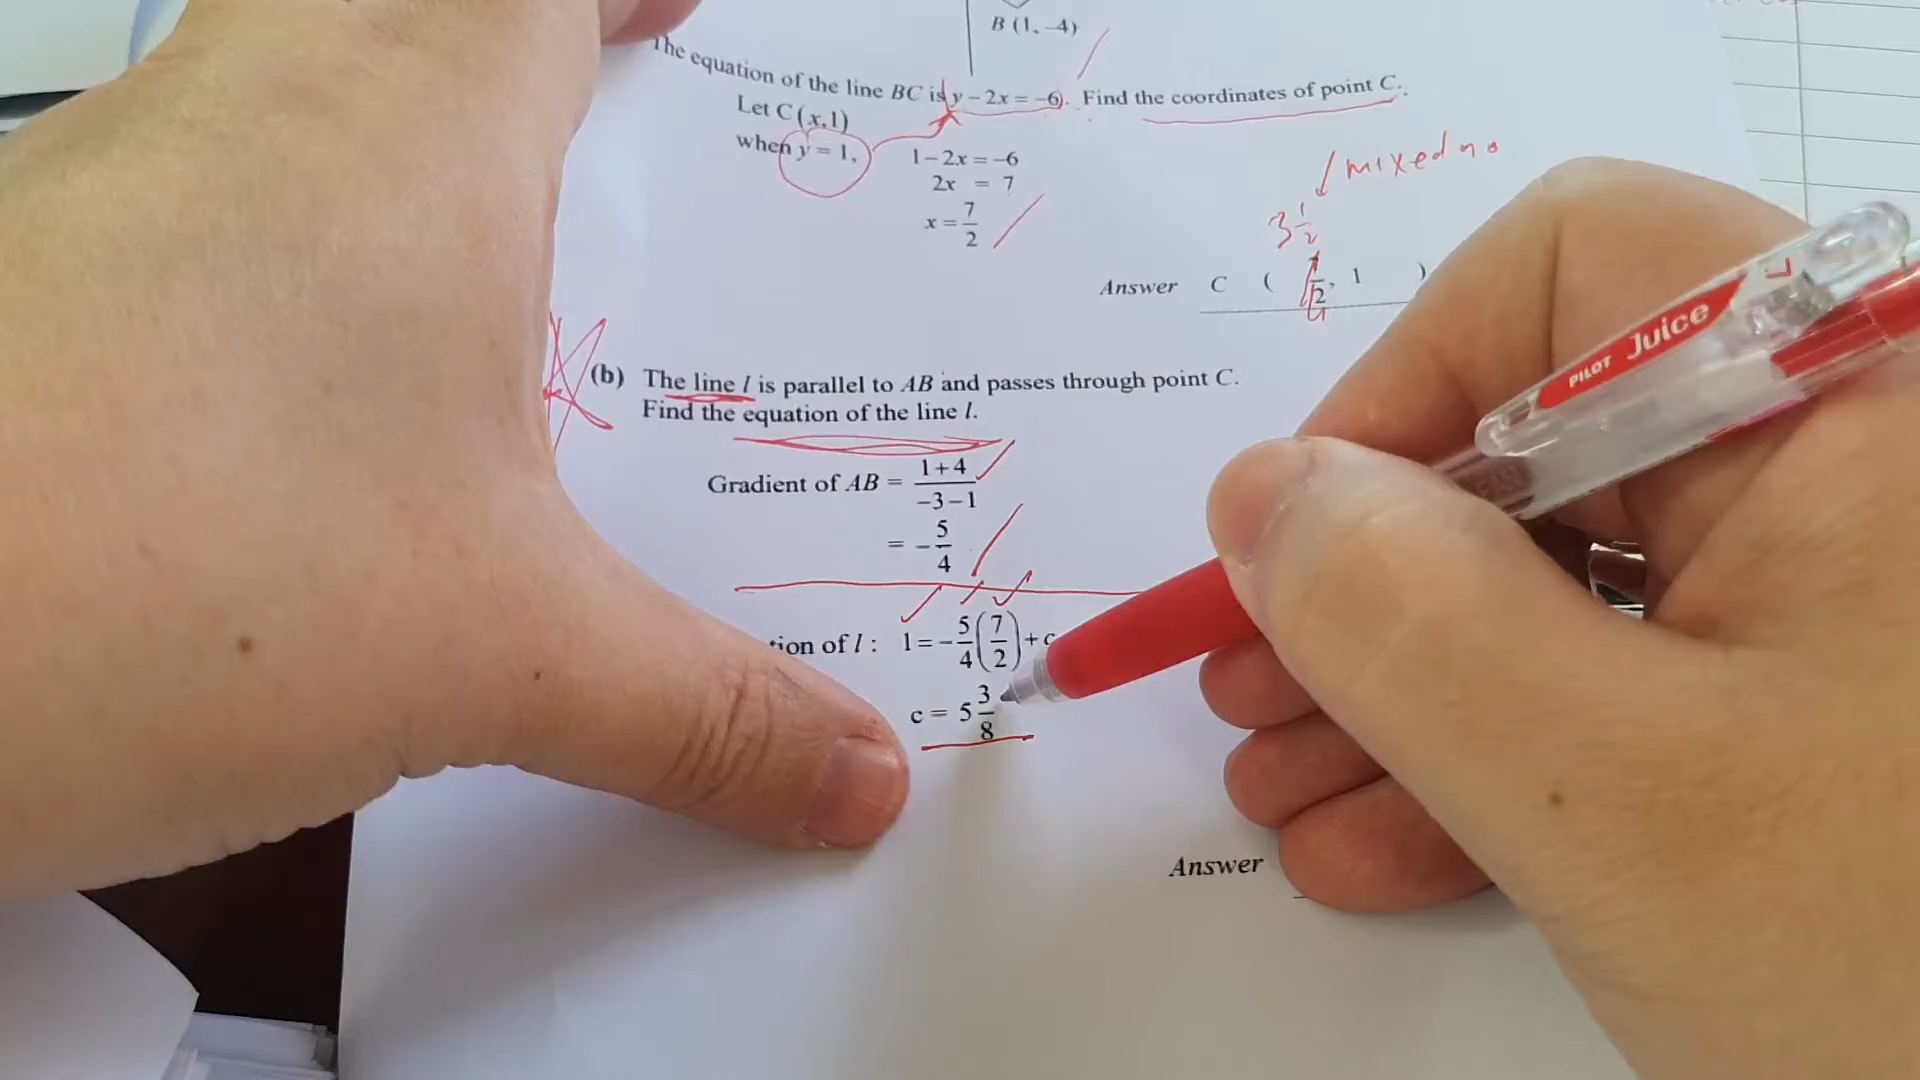 B (1, –4)
The equation of the line BC is y – 2x = –6. Find the coordinates of point C.
Let C(x,1)
when y = 1,
1 – 2x = –6
2x = 7
x = 7/2
mixed no
3 1/2
Answer C ( 7/2, 1 )
(b) The line l is parallel to AB and passes through point C.
Find the equation of the line l.
Gradient of AB = 1+4 / –3–1
= – 5/4
of l : 1 = – 5/4 (7/2) + c
c = 5 3/8
Answer
PILOT Juice